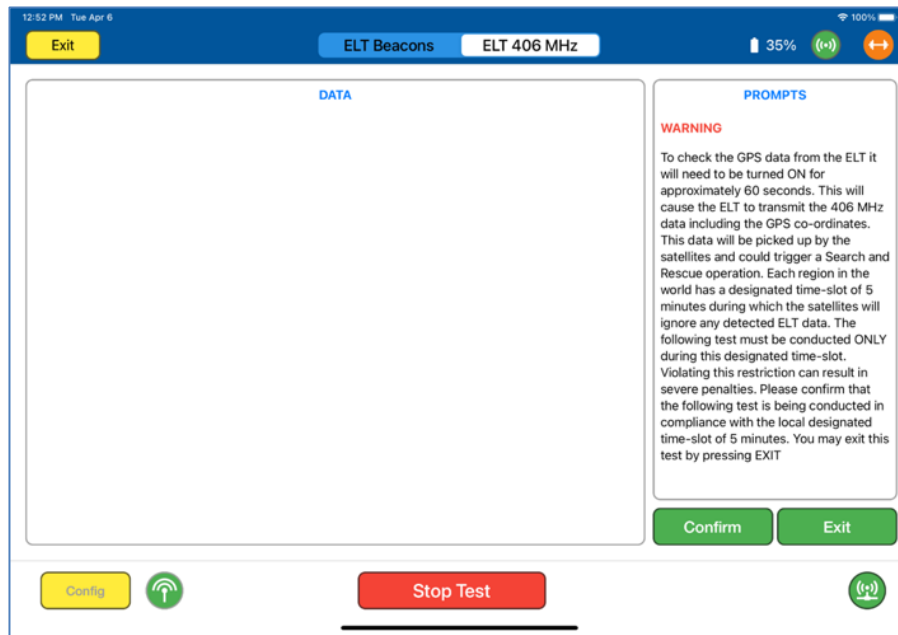 12:52 PM Tue Apr 6
100%
Exit
ELT Beacons
ELT 406 MHz
35%
DATA
PROMPTS
WARNING
To check the GPS data from the ELT it
will need to be turned ON for
approximately 60 seconds. This will
cause the ELT to transmit the 406 MHz
data including the GPS co-ordinates.
This data will be picked up by the
satellites and could trigger a Search and
Rescue operation. Each region in the
world has a designated time-slot of 5
minutes during which the satellites will
ignore any detected ELT data. The
following test must be conducted ONLY
during this designated time-slot.
Violating this restriction can result in
severe penalties. Please confirm that
the following test is being conducted in
compliance with the local designated
time-slot of 5 minutes. You may exit this
test by pressing EXIT
Confirm
Exit
Config
Stop Test